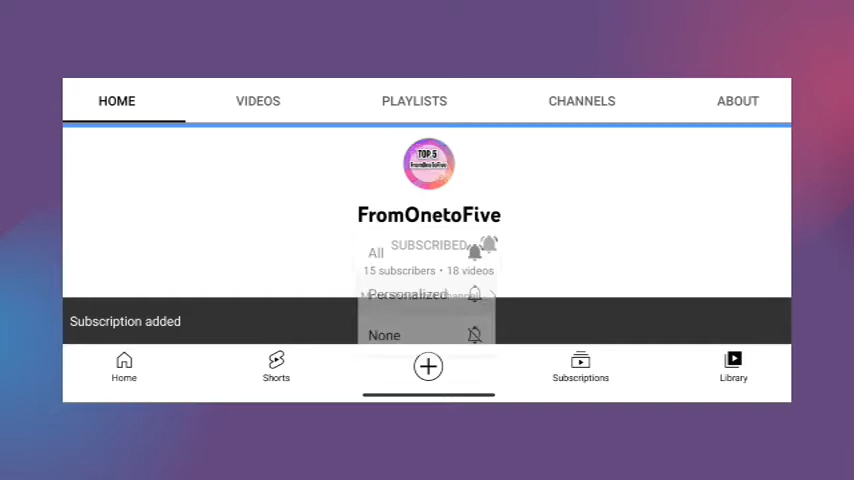 HOME VIDEOS PLAYLISTS CHANNELS ABOUT
TOP 5
FromOneToFive
FromOnetoFive
SUBSCRIBED
All
15 subscribers • 18 videos
Personalized
None
Subscription added
Home Shorts Subscriptions Library